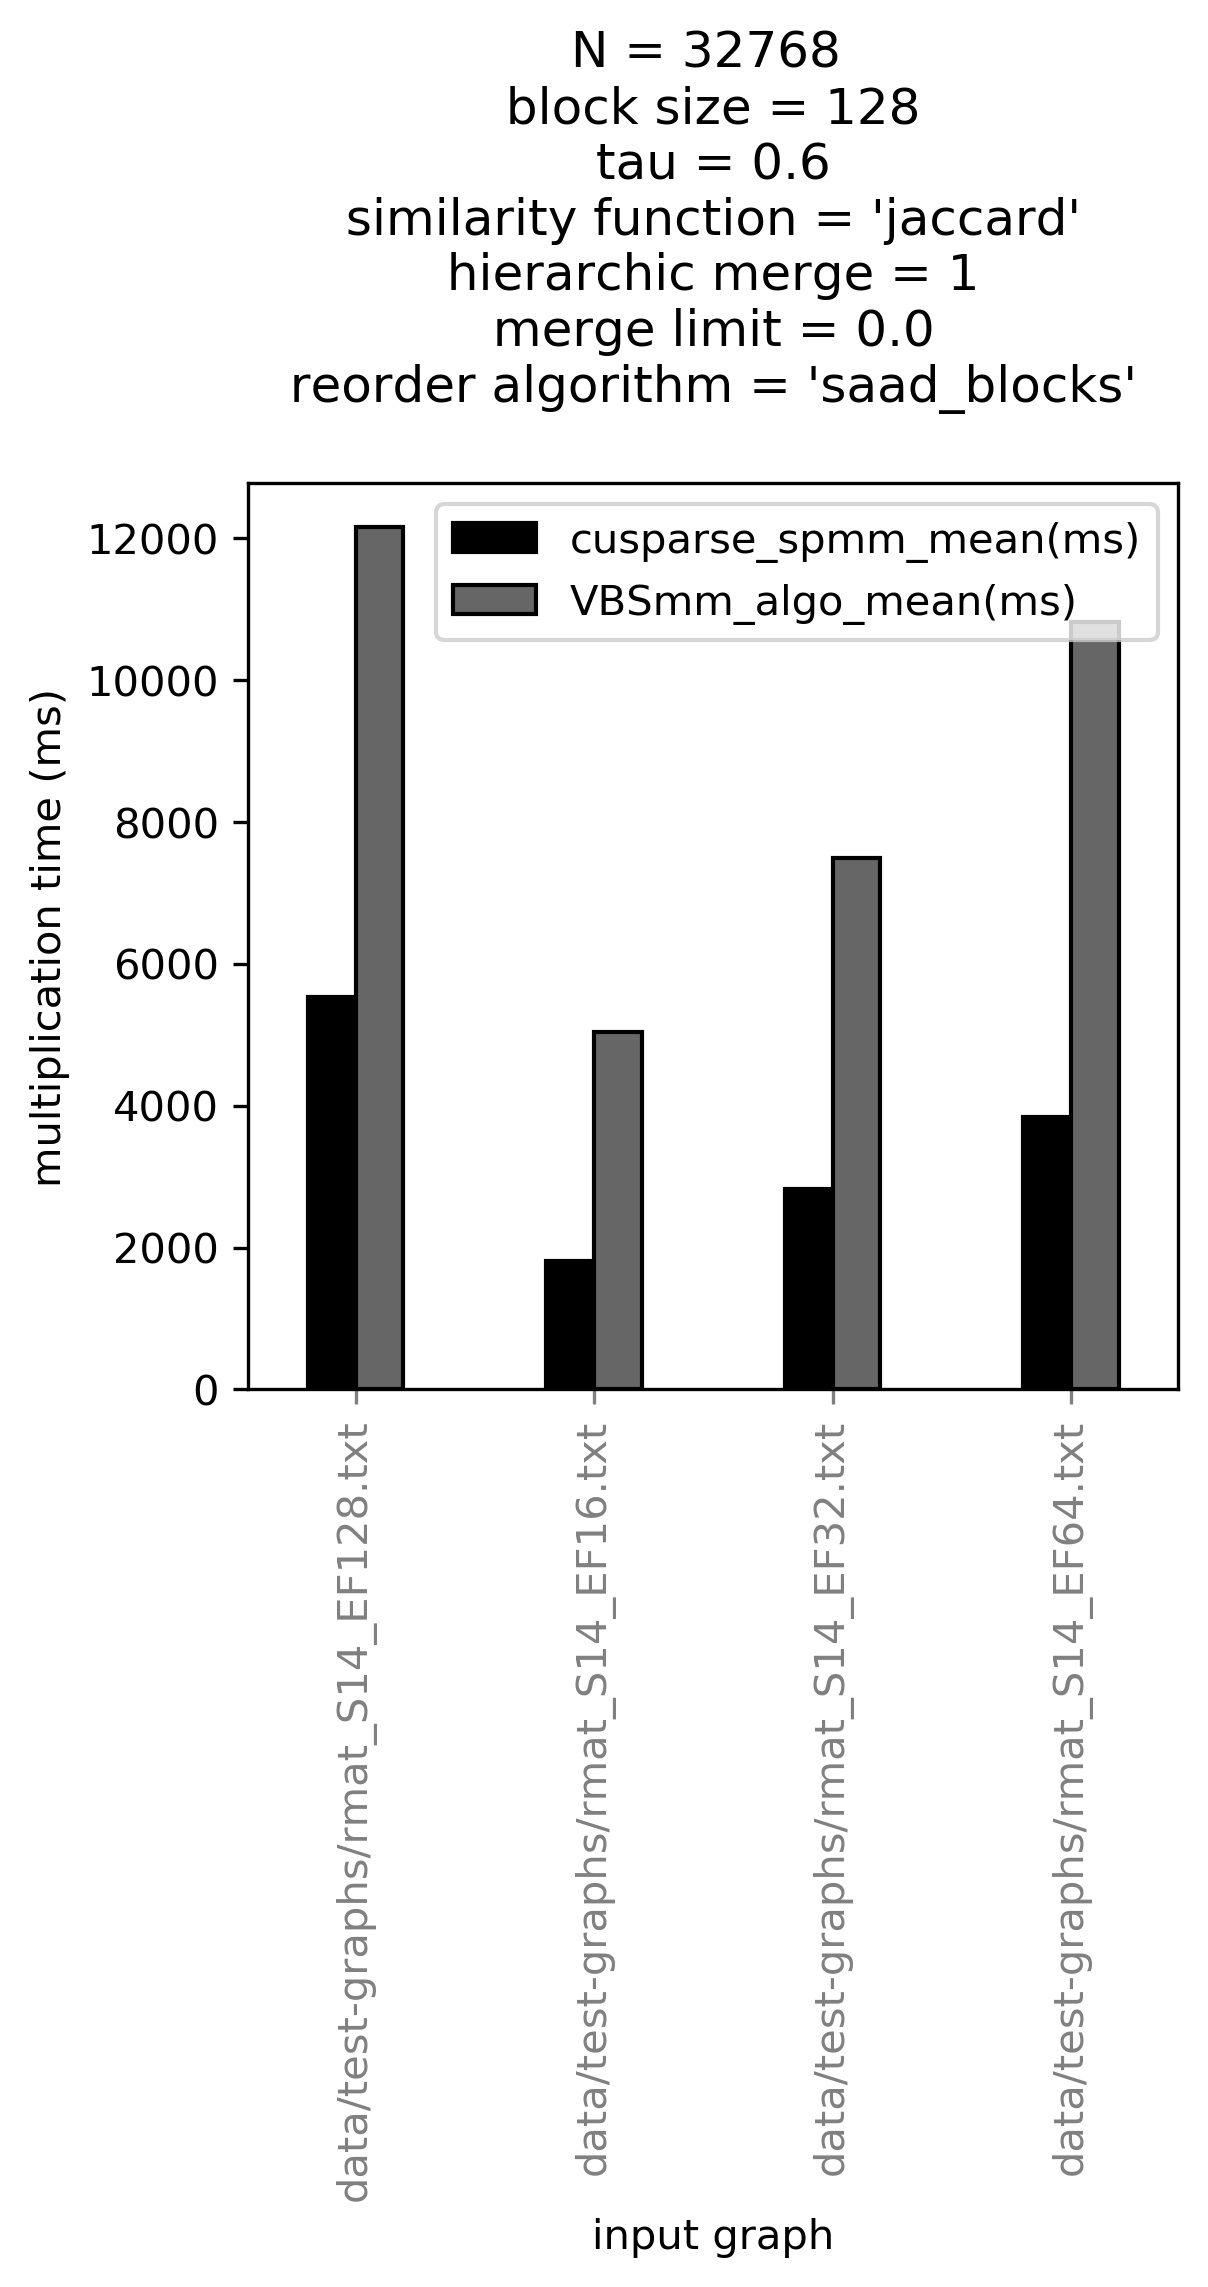 N = 32768
block size = 128
tau = 0.6
similarity function = 'jaccard'
hierarchic merge = 1
merge limit = 0.0
reorder algorithm = 'saad_blocks'
cusparse_spmm_mean(ms)
VBSmm_algo_mean(ms)
multiplication time (ms)
12000
10000
8000
6000
4000
2000
0
data/test-graphs/rmat_S14_EF128.txt
data/test-graphs/rmat_S14_EF16.txt
data/test-graphs/rmat_S14_EF32.txt
data/test-graphs/rmat_S14_EF64.txt
input graph